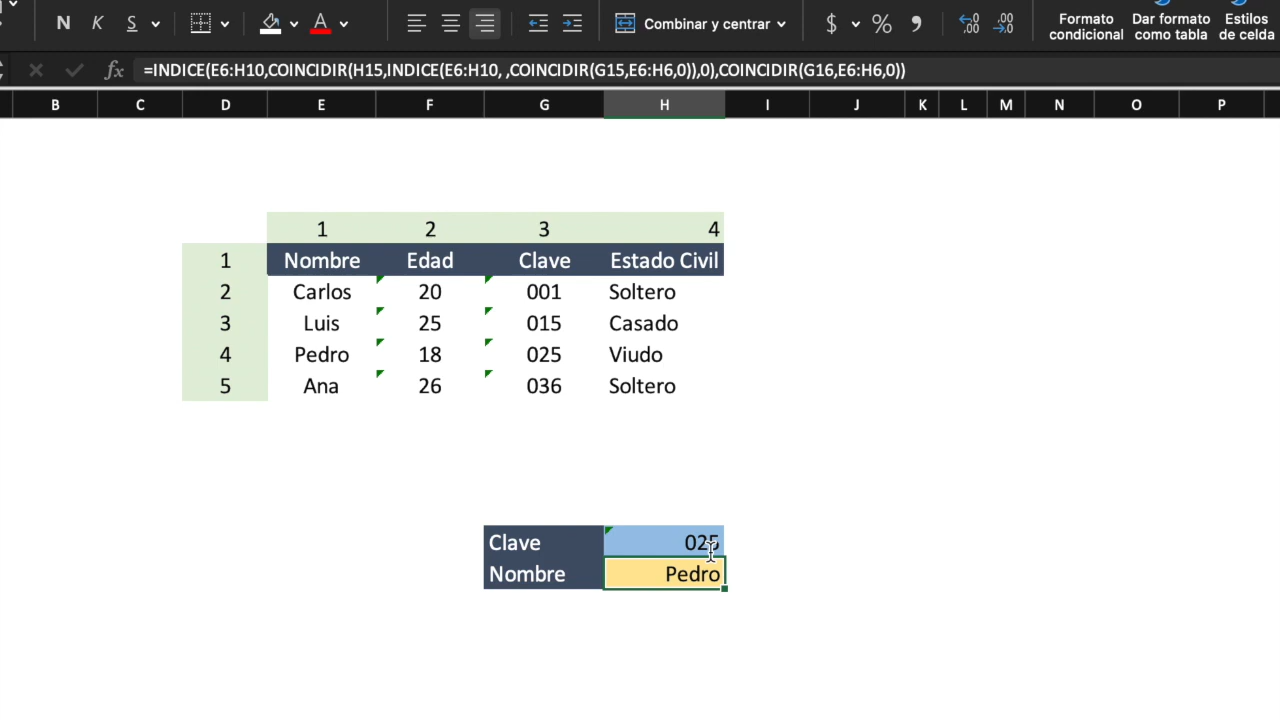 N K S A Combinar y centrar $ % , Formato condicional Dar formato como tabla Estilos de celda
fx =INDICE(E6:H10,COINCIDIR(H15,INDICE(E6:H10, ,COINCIDIR(G15,E6:H6,0)),0),COINCIDIR(G16,E6:H6,0))
B C D E F G H I J K L M N O P
1 2 3 4
1 Nombre Edad Clave Estado Civil
2 Carlos 20 001 Soltero
3 Luis 25 015 Casado
4 Pedro 18 025 Viudo
5 Ana 26 036 Soltero
Clave 025
Nombre Pedro